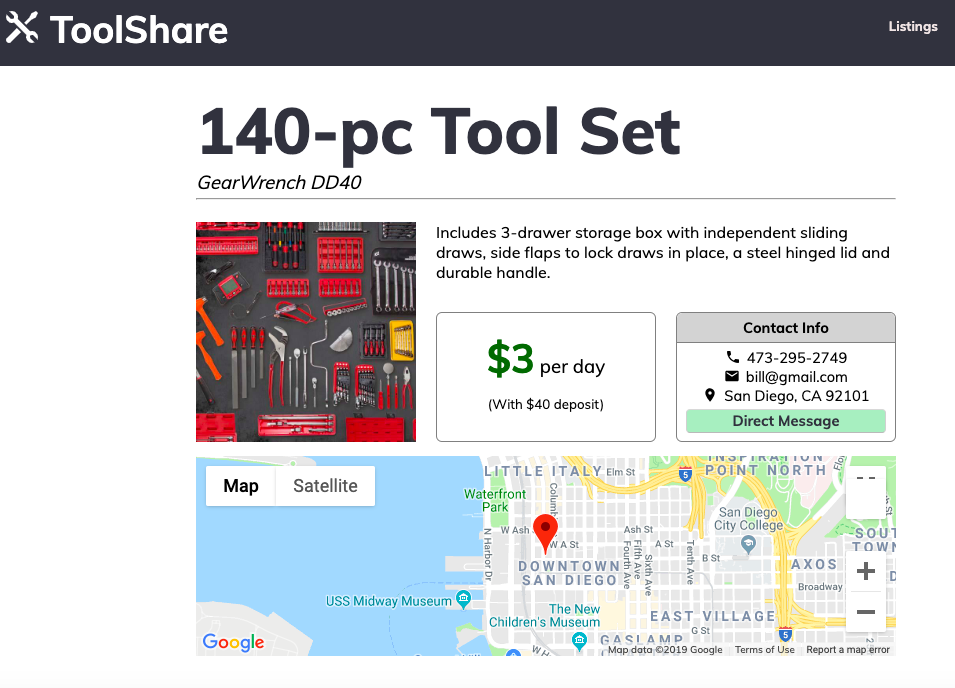 ToolShare
Listings
140-pc Tool Set
GearWrench DD40
Includes 3-drawer storage box with independent sliding
draws, side flaps to lock draws in place, a steel hinged lid and
durable handle.
$3 per day
(With $40 deposit)
Contact Info
473-295-2749
bill@gmail.com
San Diego, CA 92101
Direct Message
Map
Satellite
LITTLE ITALY
Elm St
5
INSPIRATION
POINT NORTH
Waterfront
Park
San Diego
City College
N Harbor Dr
W Ash
Ash St
W A St
A St
B St
Fourth Ave
Fifth Ave
Sixth Ave
Tenth Ave
DOWNTOWN
SAN DIEGO
AXOS
Broadway
USS Midway Museum
The New
Children's Museum
EAST VILLAGE
G St
5
GASLAMP
Google
Map data ©2019 Google
Terms of Use
Report a map error